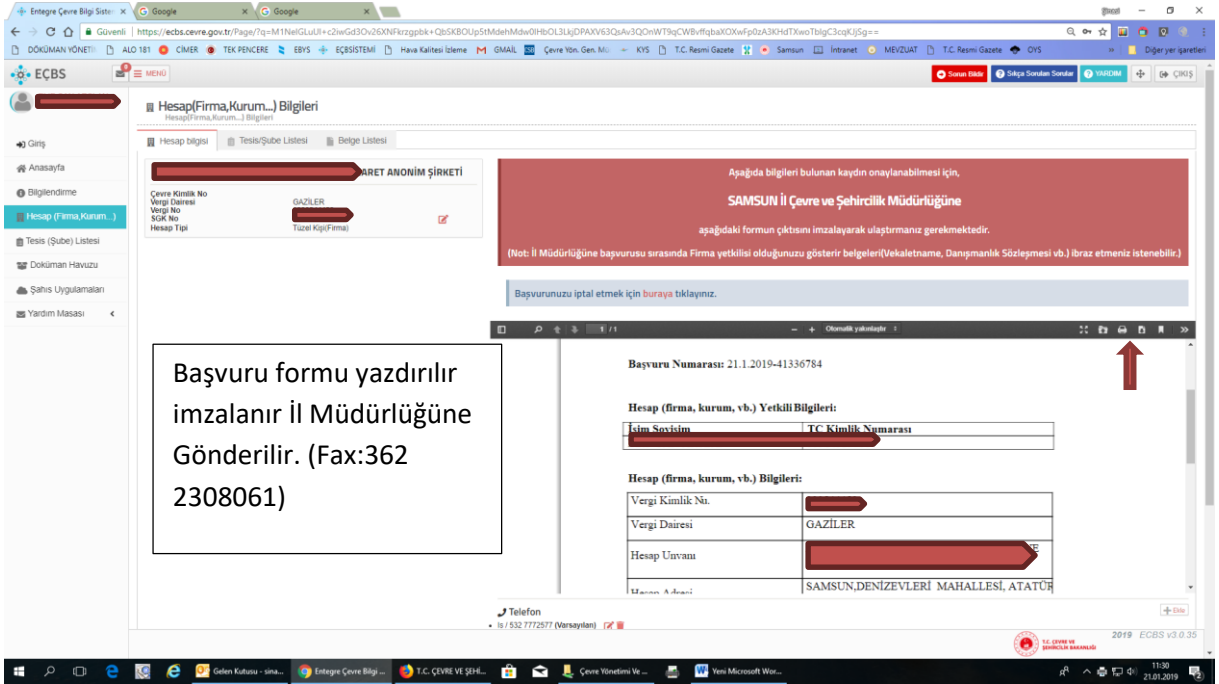 Entegre Çevre Bilgi Sister
Google
Google
Güvenli
https://ecbs.cevre.gov.tr/Page/?q=
DÖKÜMAN YÖNETİ
ALO 181
CİMER
TEK PENCERE
EBYS
EÇBSİSTEMİ
Hava Kalitesi İzleme
GMAİL
Çevre Yön. Gen. Mü
KYS
T.C. Resmi Gazete
Samsun
İntranet
MEVZUAT
T.C. Resmi Gazete
OYS
»
Diğer yer işaretleri
EÇBS
MENÜ
Sorun Bildir
Sıkça Sorulan Sorular
YARDIM
ÇIKIŞ
Hesap(Firma,Kurum...) Bilgileri
Hesap(Firma,Kurum...) Bilgileri
Giriş
Anasayfa
Bilgilendirme
Hesap (Firma,Kurum...)
Tesis (Şube) Listesi
Doküman Havuzu
Şahıs Uygulamaları
Yardım Masası
Hesap bilgisi
Tesis/Şube Listesi
Belge Listesi
ARET ANONİM ŞİRKETİ
Çevre Kimlik No
Vergi Dairesi GAZİLER
Vergi No
SGK No
Hesap Tipi Tüzel Kişi(Firma)
Aşağıda bilgileri bulunan kaydın onaylanabilmesi için,
SAMSUN İl Çevre ve Şehircilik Müdürlüğüne
aşağıdaki formun çıktısını imzalayarak ulaştırmanız gerekmektedir.
(Not: İl Müdürlüğüne başvurusu sırasında Firma yetkilisi olduğunuzu gösterir belgeleri(Vekaletname, Danışmanlık Sözleşmesi vb.) ibraz etmeniz istenebilir.)
Başvurunuzu iptal etmek için buraya tıklayınız.
1 / 1
Otomatik yakınlaştır
Başvuru formu yazdırılır
imzalanır İl Müdürlüğüne
Gönderilir. (Fax:362
2308061)
Başvuru Numarası: 21.1.2019-41336784
Hesap (firma, kurum, vb.) Yetkili Bilgileri:
İsim Soyisim TC Kimlik Numarası
Hesap (firma, kurum, vb.) Bilgileri:
Vergi Kimlik Nu.
Vergi Dairesi GAZİLER
Hesap Unvanı
Hesap Adresi SAMSUN,DENİZEVLERİ MAHALLESİ, ATATÜR
Telefon
Ekle
İs / 532 7772577 (Varsayılan)
T.C. ÇEVRE VE
ŞEHİRCİLİK BAKANLIĞI
2019 ECBS v3.0.35
Gelen Kutusu - sina...
Entegre Çevre Bilgi ...
T.C. ÇEVRE VE ŞEHİ...
Çevre Yönetimi Ve ...
Yeni Microsoft Wor...
11:30
21.01.2019